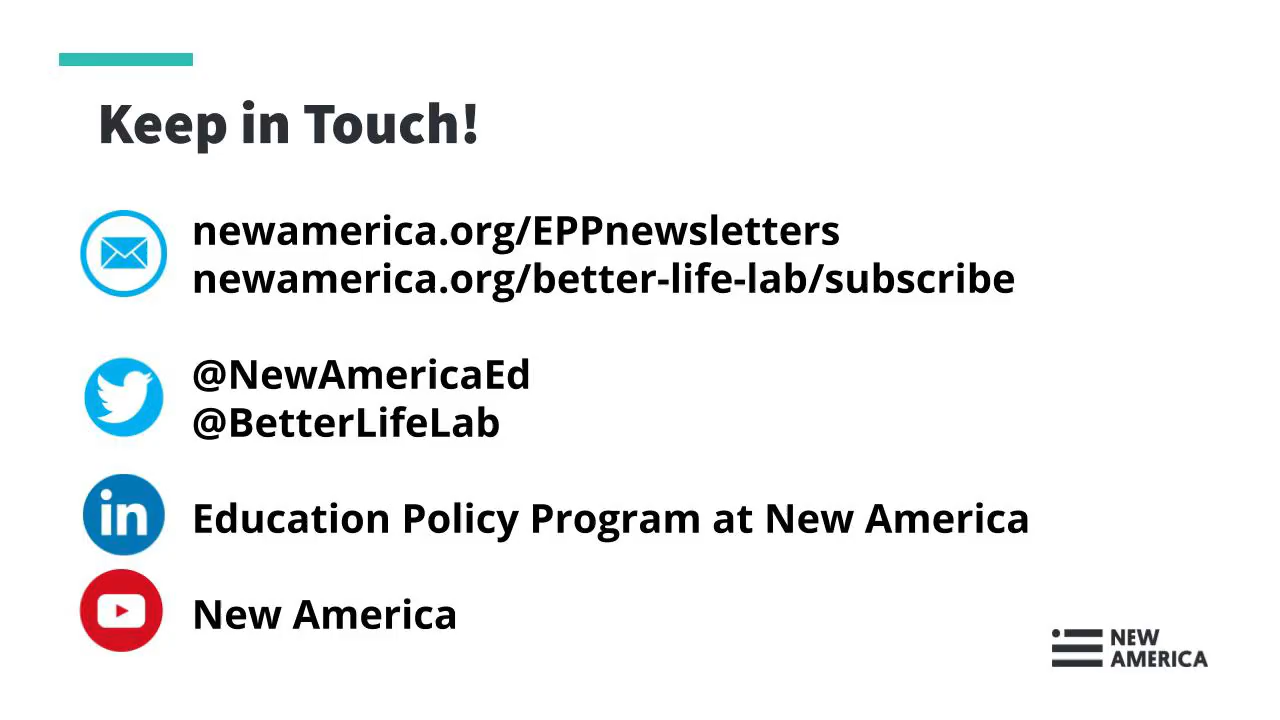 Keep in Touch!
newamerica.org/EPPnewsletters
newamerica.org/better-life-lab/subscribe
@NewAmericaEd
@BetterLifeLab
in
Education Policy Program at New America
New America
NEW
AMERICA